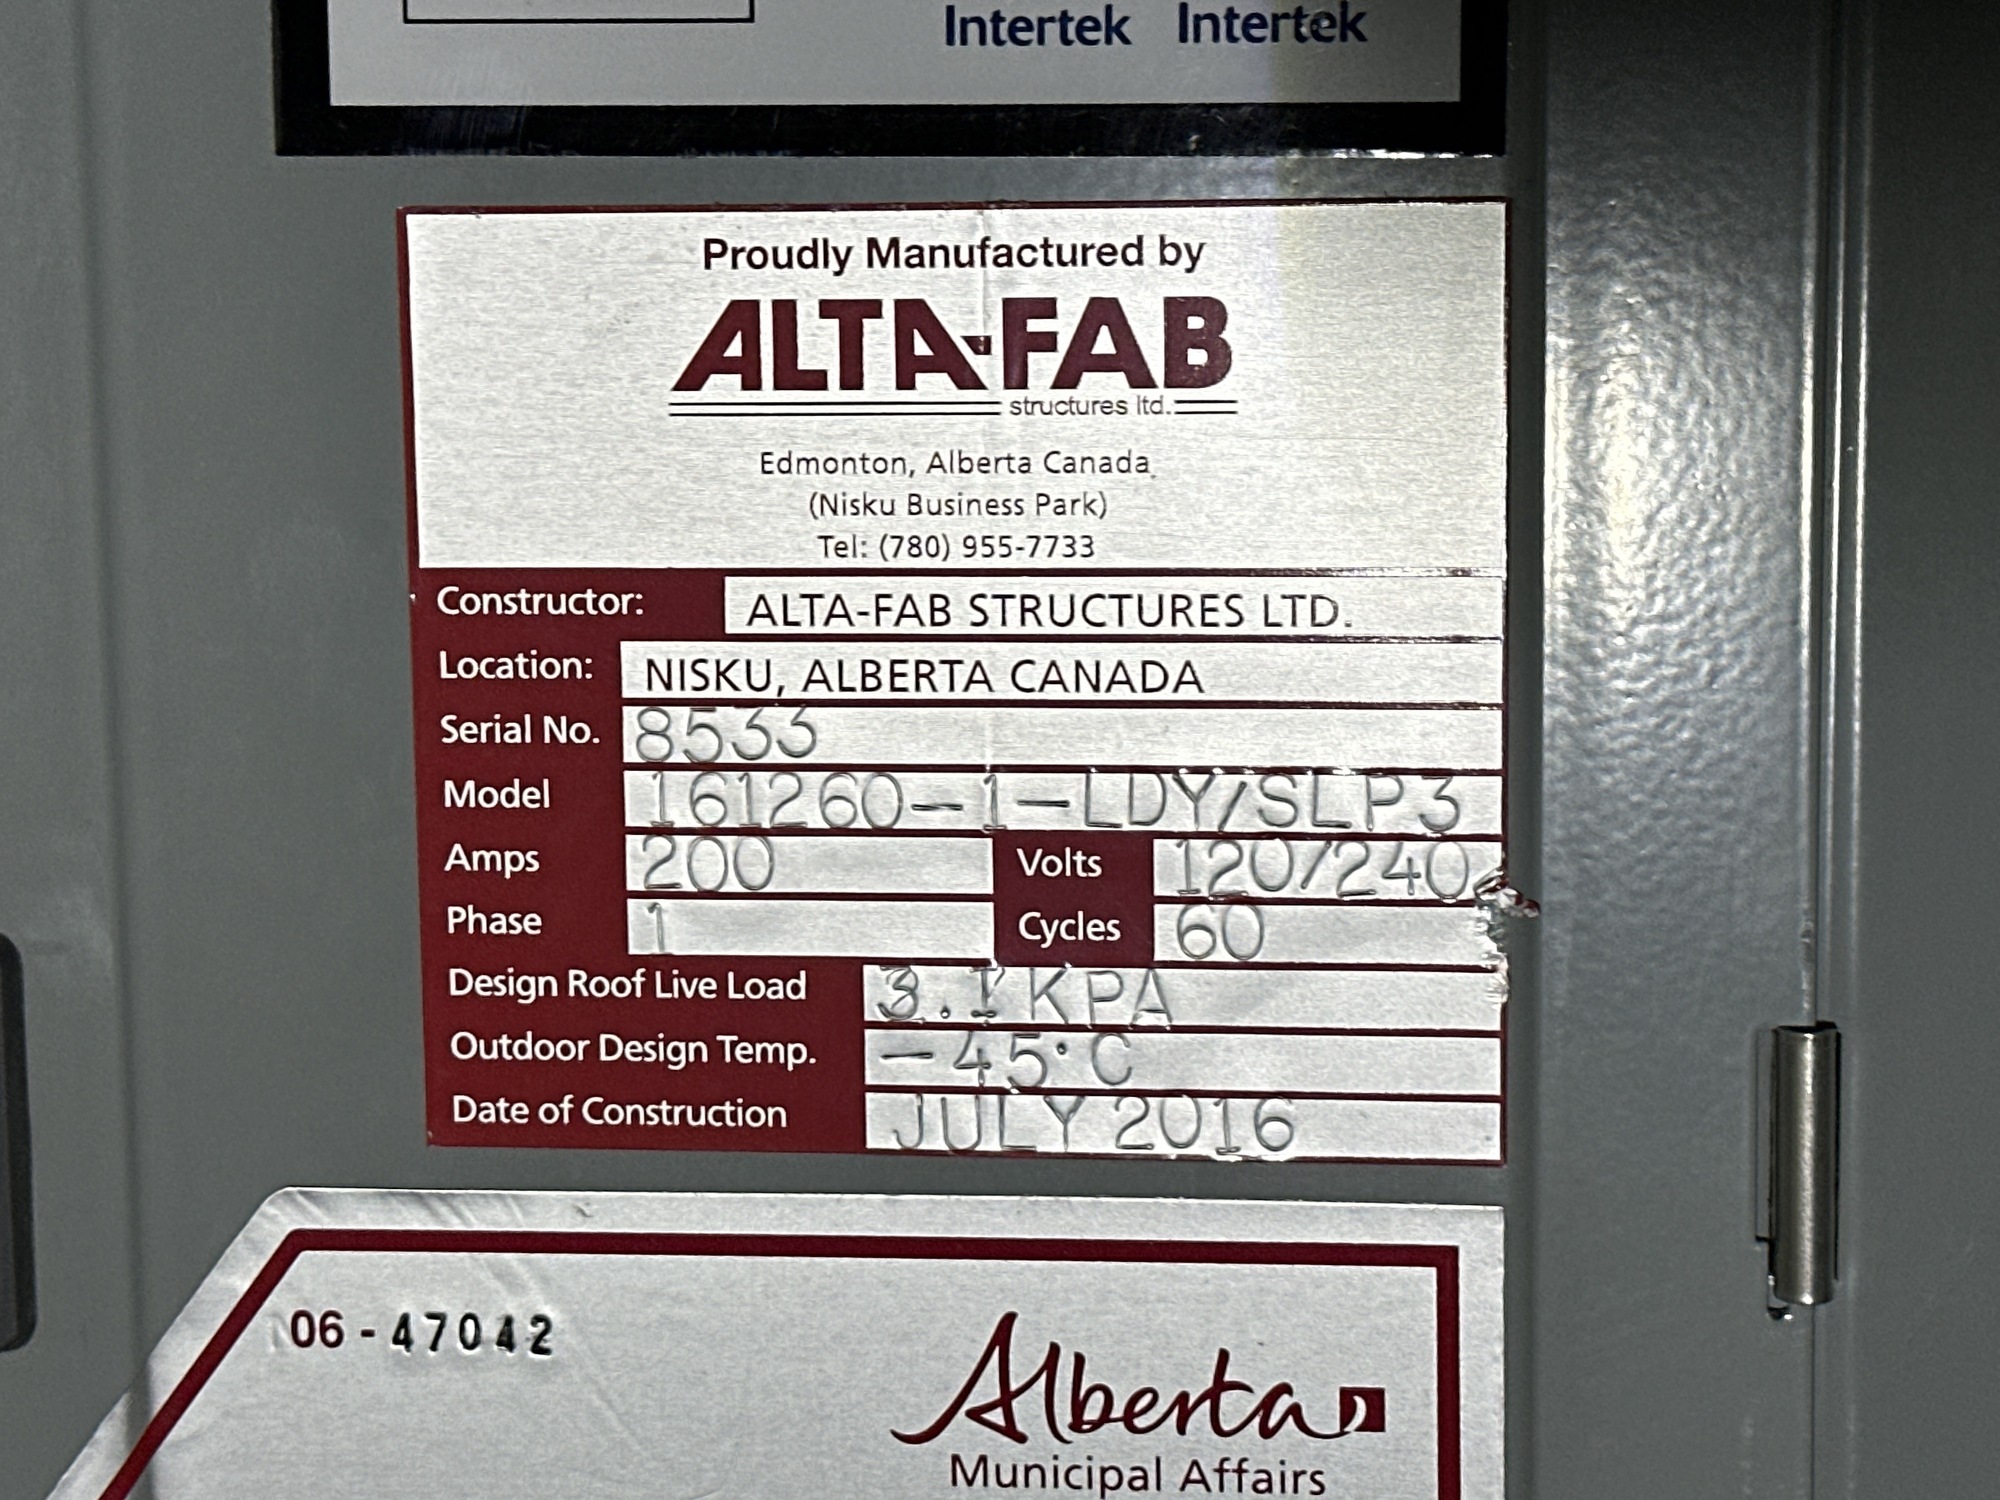 Intertek Intertek
Proudly Manufactured by
ALTA-FAB
structures ltd.
Edmonton, Alberta Canada
(Nisku Business Park)
Tel: (780) 955-7733
Constructor: ALTA-FAB STRUCTURES LTD.
Location: NISKU, ALBERTA CANADA
Serial No. 8533
Model 161260-1-LDY/SLP3
Amps 200 Volts 120/240
Phase 1 Cycles 60
Design Roof Live Load 3.1 KPA
Outdoor Design Temp. -45°C
Date of Construction JULY 2016
06-47042
Alberta
Municipal Affairs